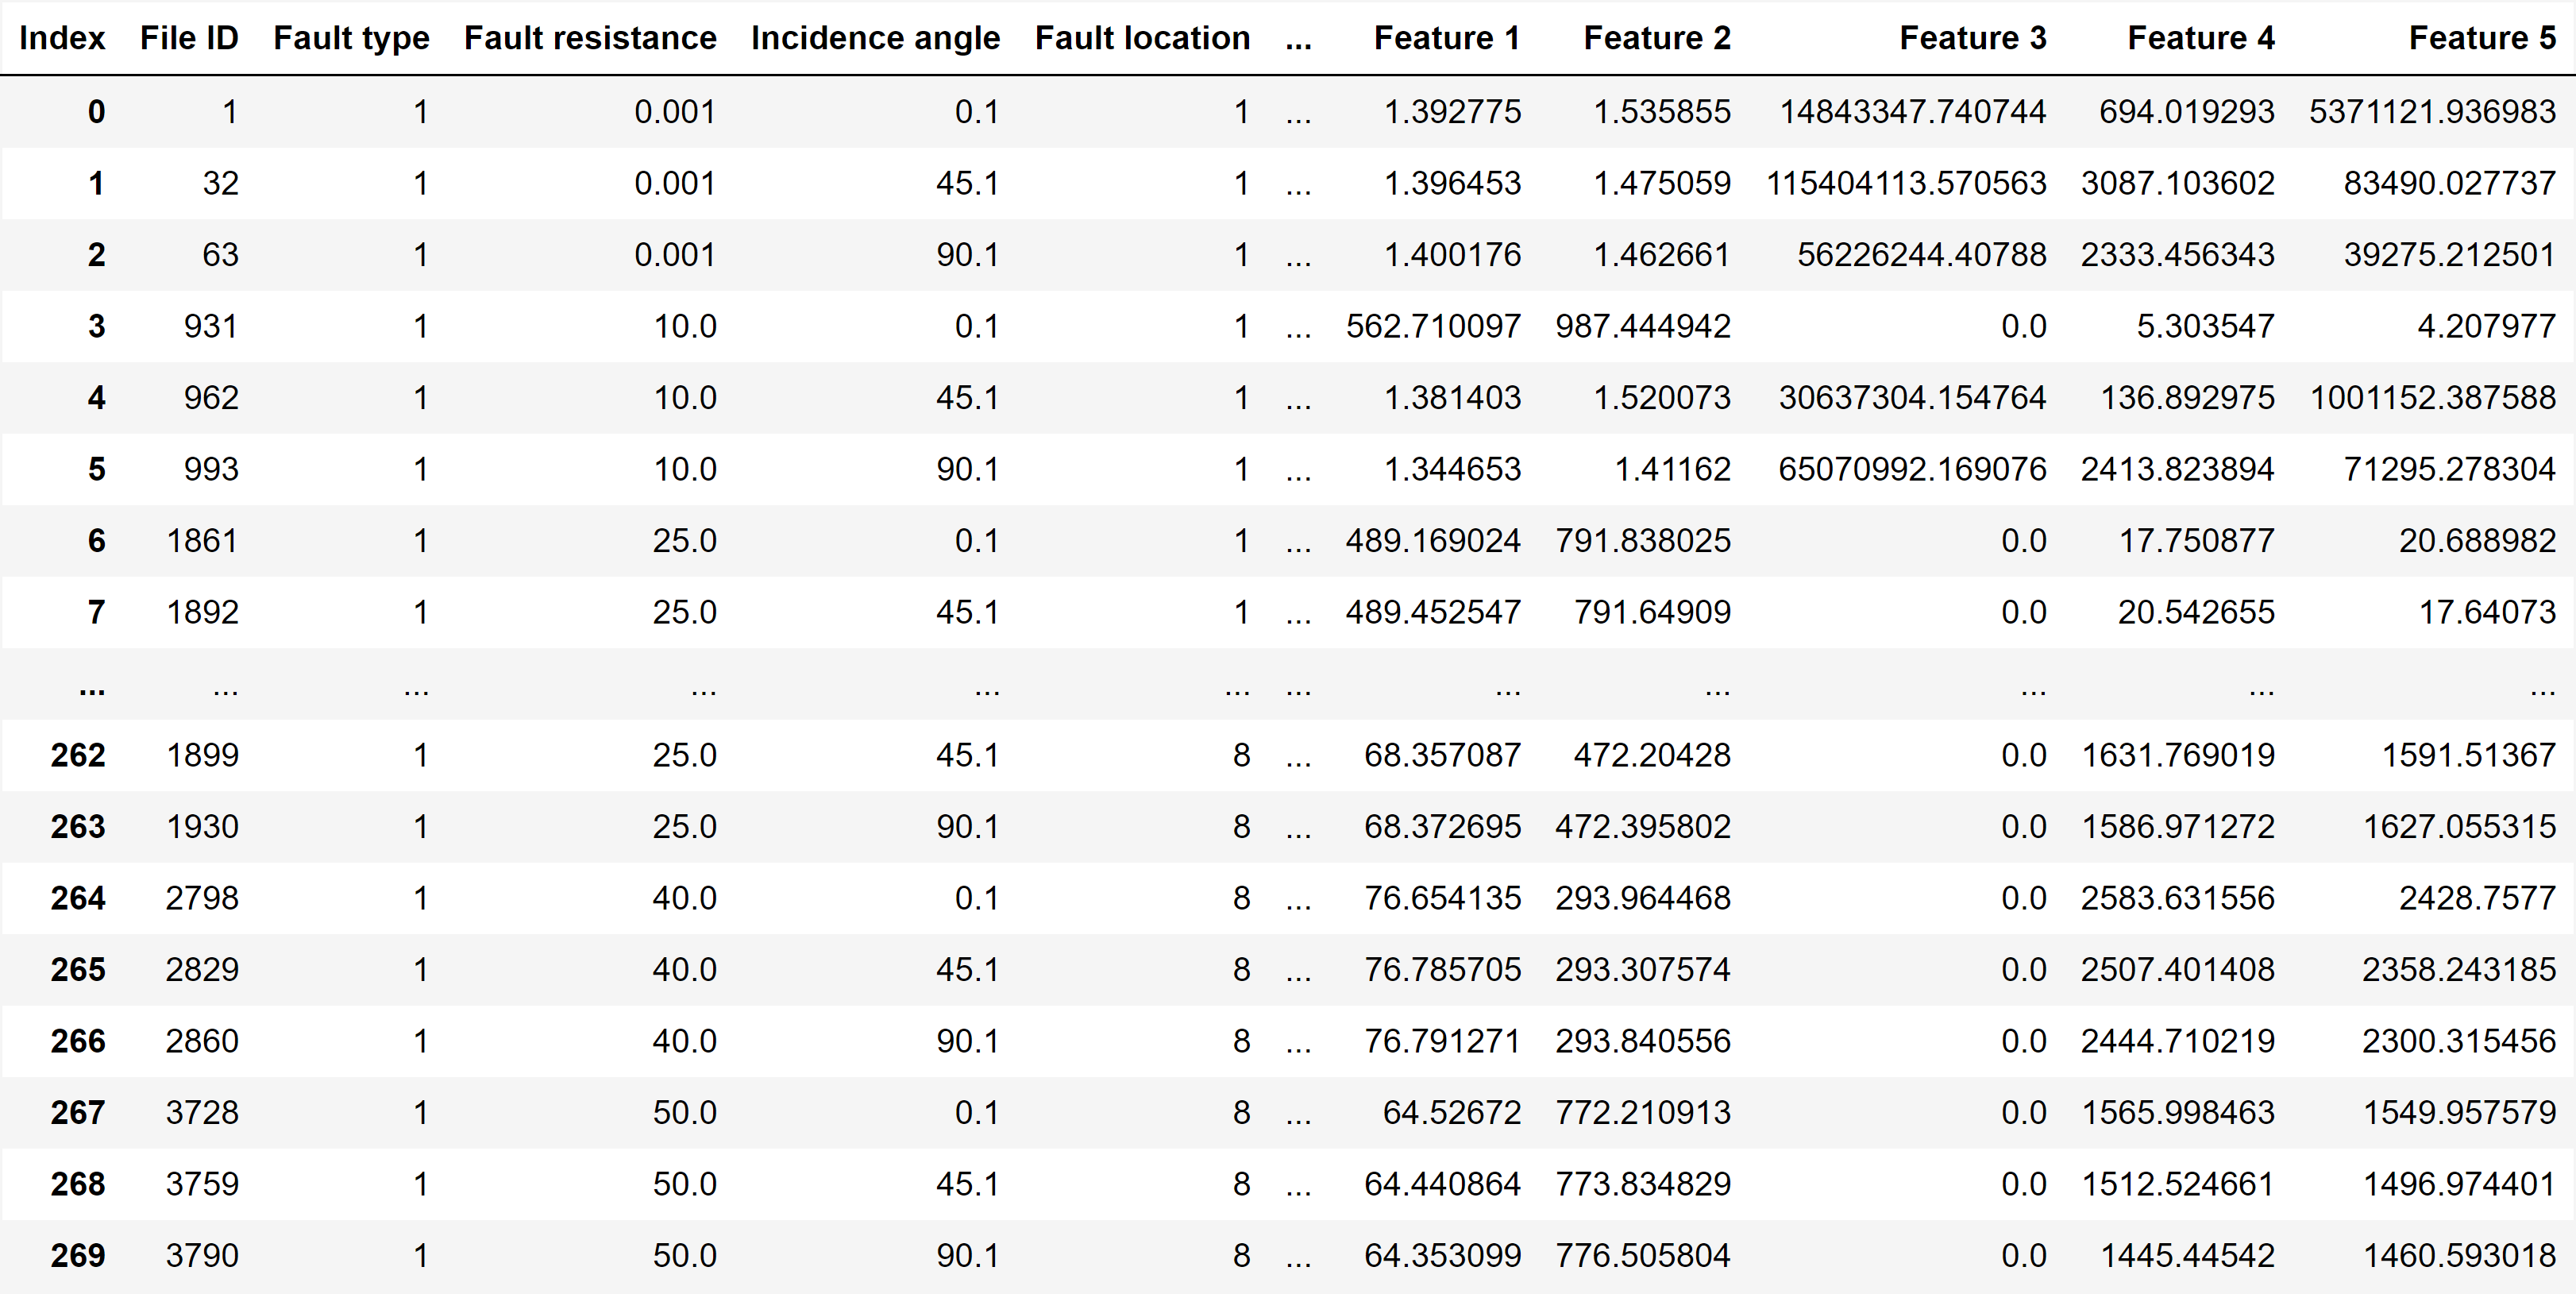 Index File ID Fault type Fault resistance Incidence angle Fault location ... Feature 1 Feature 2 Feature 3 Feature 4 Feature 5
0 1 1 0.001 0.1 1 ... 1.392775 1.535855 14843347.740744 694.019293 5371121.936983
1 32 1 0.001 45.1 1 ... 1.396453 1.475059 115404113.570563 3087.103602 83490.027737
2 63 1 0.001 90.1 1 ... 1.400176 1.462661 56226244.40788 2333.456343 39275.212501
3 931 1 10.0 0.1 1 ... 562.710097 987.444942 0.0 5.303547 4.207977
4 962 1 10.0 45.1 1 ... 1.381403 1.520073 30637304.154764 136.892975 1001152.387588
5 993 1 10.0 90.1 1 ... 1.344653 1.41162 65070992.169076 2413.823894 71295.278304
6 1861 1 25.0 0.1 1 ... 489.169024 791.838025 0.0 17.750877 20.688982
7 1892 1 25.0 45.1 1 ... 489.452547 791.64909 0.0 20.542655 17.64073
... ... ... ... ... ... ... ... ... ... ... ...
262 1899 1 25.0 45.1 8 ... 68.357087 472.20428 0.0 1631.769019 1591.51367
263 1930 1 25.0 90.1 8 ... 68.372695 472.395802 0.0 1586.971272 1627.055315
264 2798 1 40.0 0.1 8 ... 76.654135 293.964468 0.0 2583.631556 2428.7577
265 2829 1 40.0 45.1 8 ... 76.785705 293.307574 0.0 2507.401408 2358.243185
266 2860 1 40.0 90.1 8 ... 76.791271 293.840556 0.0 2444.710219 2300.315456
267 3728 1 50.0 0.1 8 ... 64.52672 772.210913 0.0 1565.998463 1549.957579
268 3759 1 50.0 45.1 8 ... 64.440864 773.834829 0.0 1512.524661 1496.974401
269 3790 1 50.0 90.1 8 ... 64.353099 776.505804 0.0 1445.44542 1460.593018